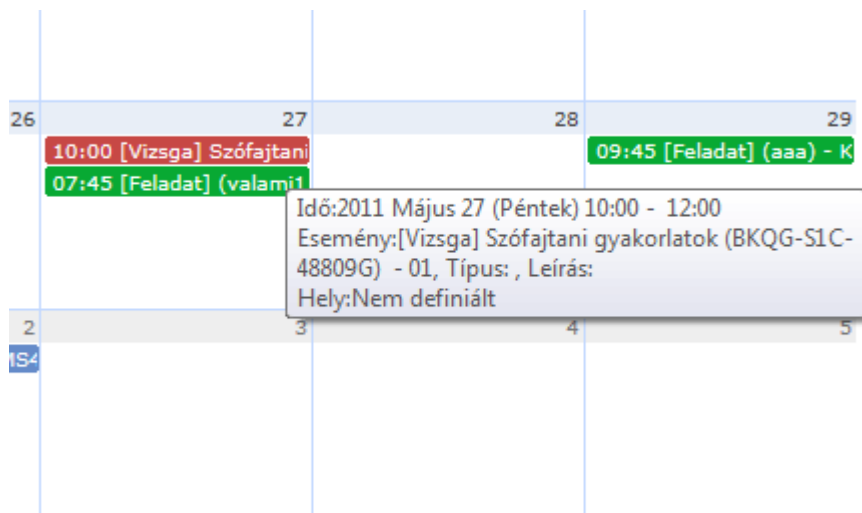 26 27 28 29
10:00 [Vizsga] Szófajtani
09:45 [Feladat] (aaa) - K
07:45 [Feladat] (valami1
Idő:2011 Május 27 (Péntek) 10:00 - 12:00
Esemény:[Vizsga] Szófajtani gyakorlatok (BKQG-S1C-
48809G) - 01, Típus: , Leírás:
Hely:Nem definiált
2 3 4 5
MS4